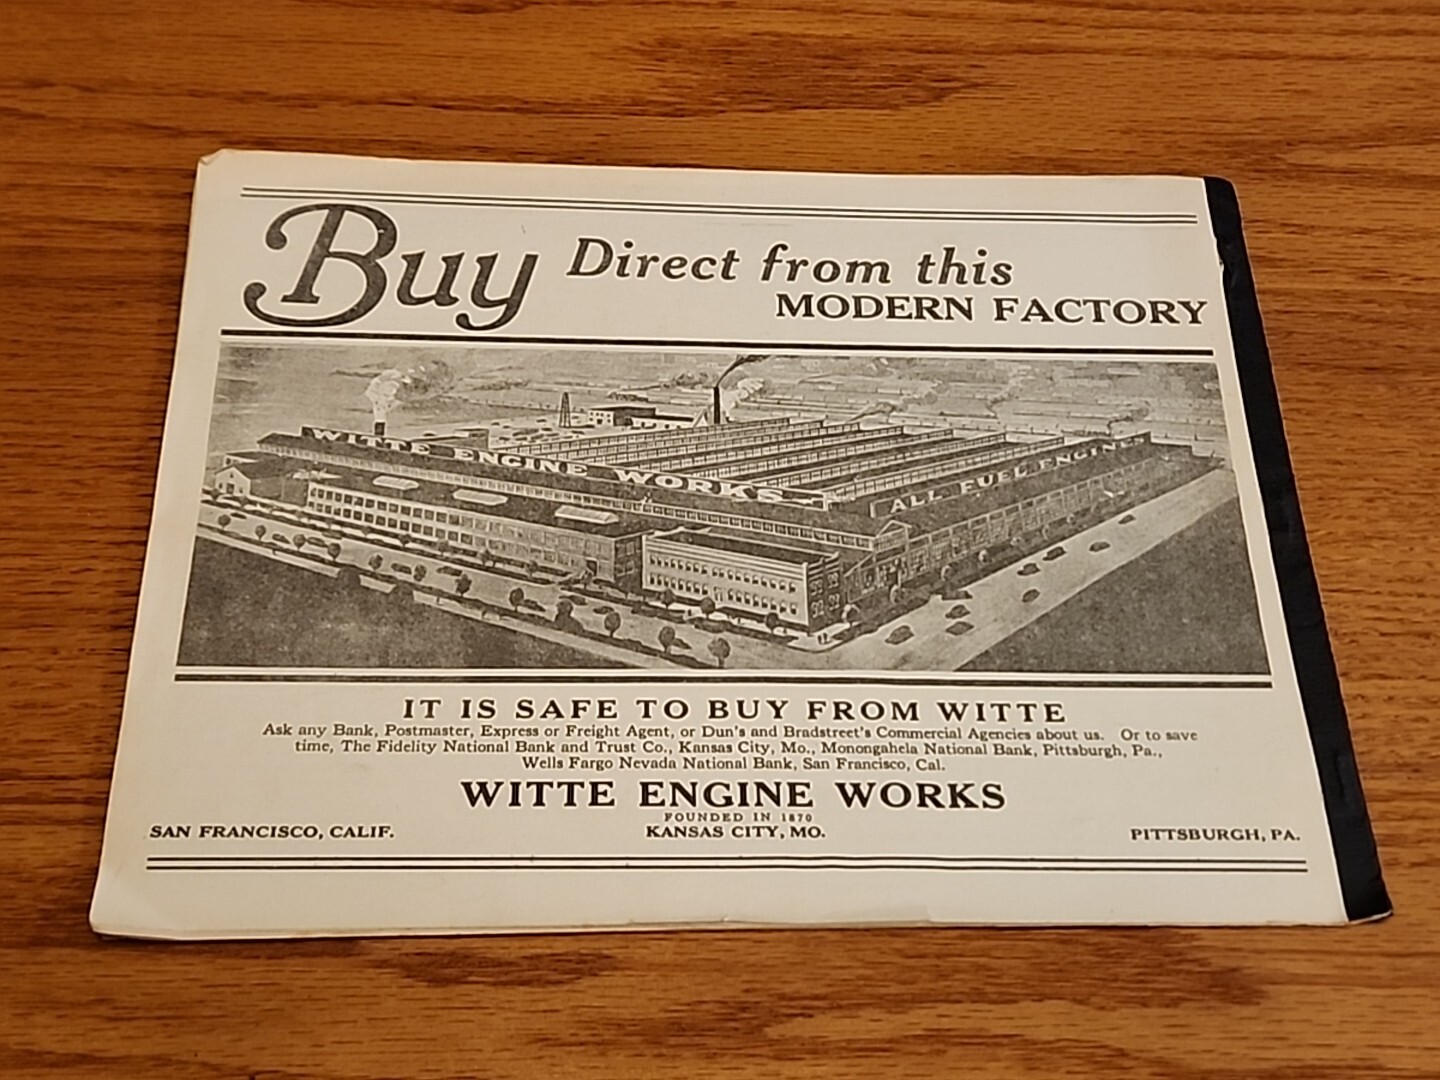 Buy Direct from this
MODERN FACTORY
WITTE ENGINE WORKS
ALL FUEL ENGINE
IT IS SAFE TO BUY FROM WITTE
Ask any Bank, Postmaster, Express or Freight Agent, or Dun's and Bradstreet's Commercial Agencies about us. Or to save
time, The Fidelity National Bank and Trust Co., Kansas City, Mo., Monongahela National Bank, Pittsburgh, Pa.,
Wells Fargo Nevada National Bank, San Francisco, Cal.
WITTE ENGINE WORKS
FOUNDED IN 1870
SAN FRANCISCO, CALIF. KANSAS CITY, MO. PITTSBURGH, PA.